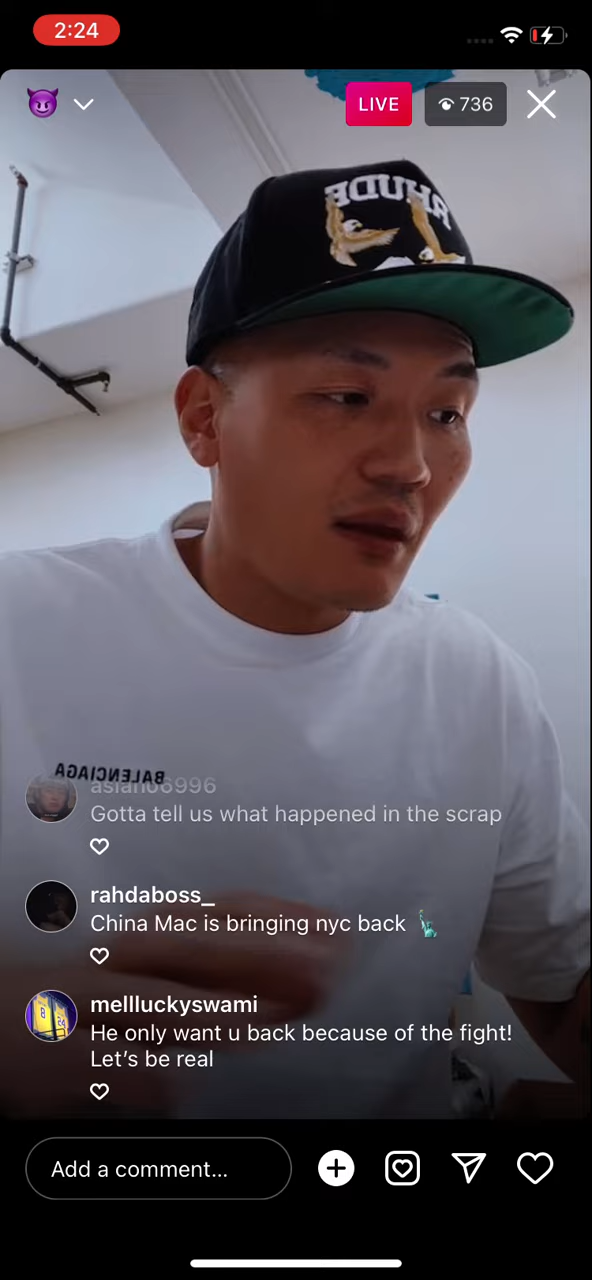 2:24
LIVE
736
RHUDE
BALENCIAGA
asian06996
Gotta tell us what happened in the scrap
rahdaboss_
China Mac is bringing nyc back 🗽
mellluckyswami
He only want u back because of the fight!
Let's be real
Add a comment...